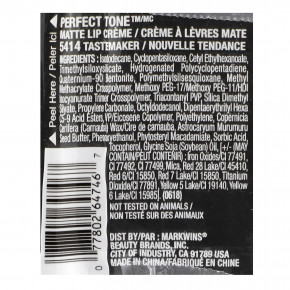 PERFECT TONE™/MC
MATTE LIP CRÈME / CRÈME À LÈVRES MATE
5414 TASTEMAKER / NOUVELLE TENDANCE
Peel Here / Peler Ici
Isododecane, Cyclopentasiloxane, Cetyl Ethylhexanoate,
Trimethylsiloxysilicate, Hydrogenated Polycyclopentadiene,
Quaternium-90 Bentonite, Polymethylsilsesquioxane, Methyl
Crosspolymer, Methoxy PEG-17/Methoxy PEG-11/HDI
Trimer Crosspolymer, Triacontanyl PVP, Silica Dimethyl
Silylate, Propylene Carbonate, Octyldodecanol, Dipentaerythrityl Hexa
C5-9 Acid Esters, VP/Eicosene Copolymer, Polyethylene, Copernicia
Cerifera (Carnauba) Wax/Cire de carnauba, Astrocaryum Murumuru
Seed Butter, Phenoxyethanol, Phytosteryl Macadamiate, Sorbic Acid,
Tocopherol, Glycine Soja (Soybean) Oil, [+/- (MAY
CONTAIN/PEUT CONTENIR) : Iron Oxides/CI 77491,
CI 77492, CI 77499, Mica, Red 28 Lake/CI 45410,
Red 6/CI 15850, Red 7 Lake/CI 15850, Titanium
Dioxide/CI 77891, Yellow 5 Lake/CI 19140, Yellow
6 Lake/CI 15985]. (0618)
NOT TESTED ON ANIMALS /
NON TESTÉ SUR DES ANIMAUX
DIST BY/PAR : MARKWINS®
BEAUTY BRANDS, INC.
CITY OF INDUSTRY, CA 91789 USA
MADE IN CHINA/FABRIQUÉ EN CHINE
0 77802 64746 7